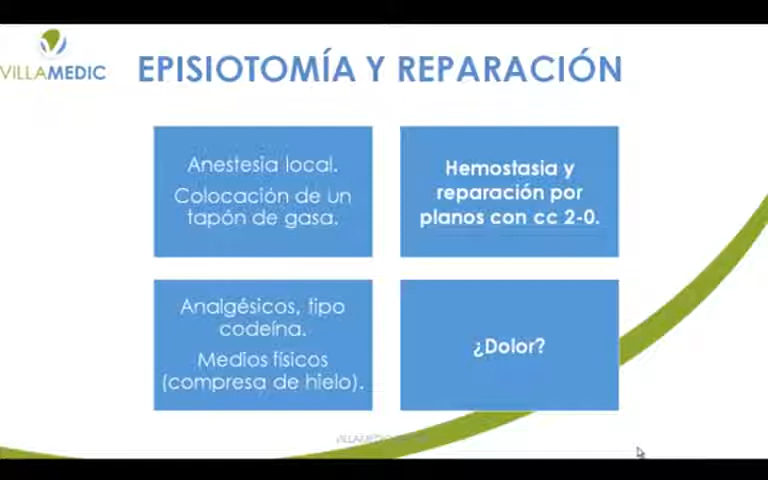 VILLAMEDIC
EPISIOTOMÍA Y REPARACIÓN
Anestesia local.
Colocación de un
tapón de gasa.
Hemostasia y
reparación por
planos con cc 2-0.
Analgésicos, tipo
codeína.
Medios físicos
(compresa de hielo).
¿Dolor?